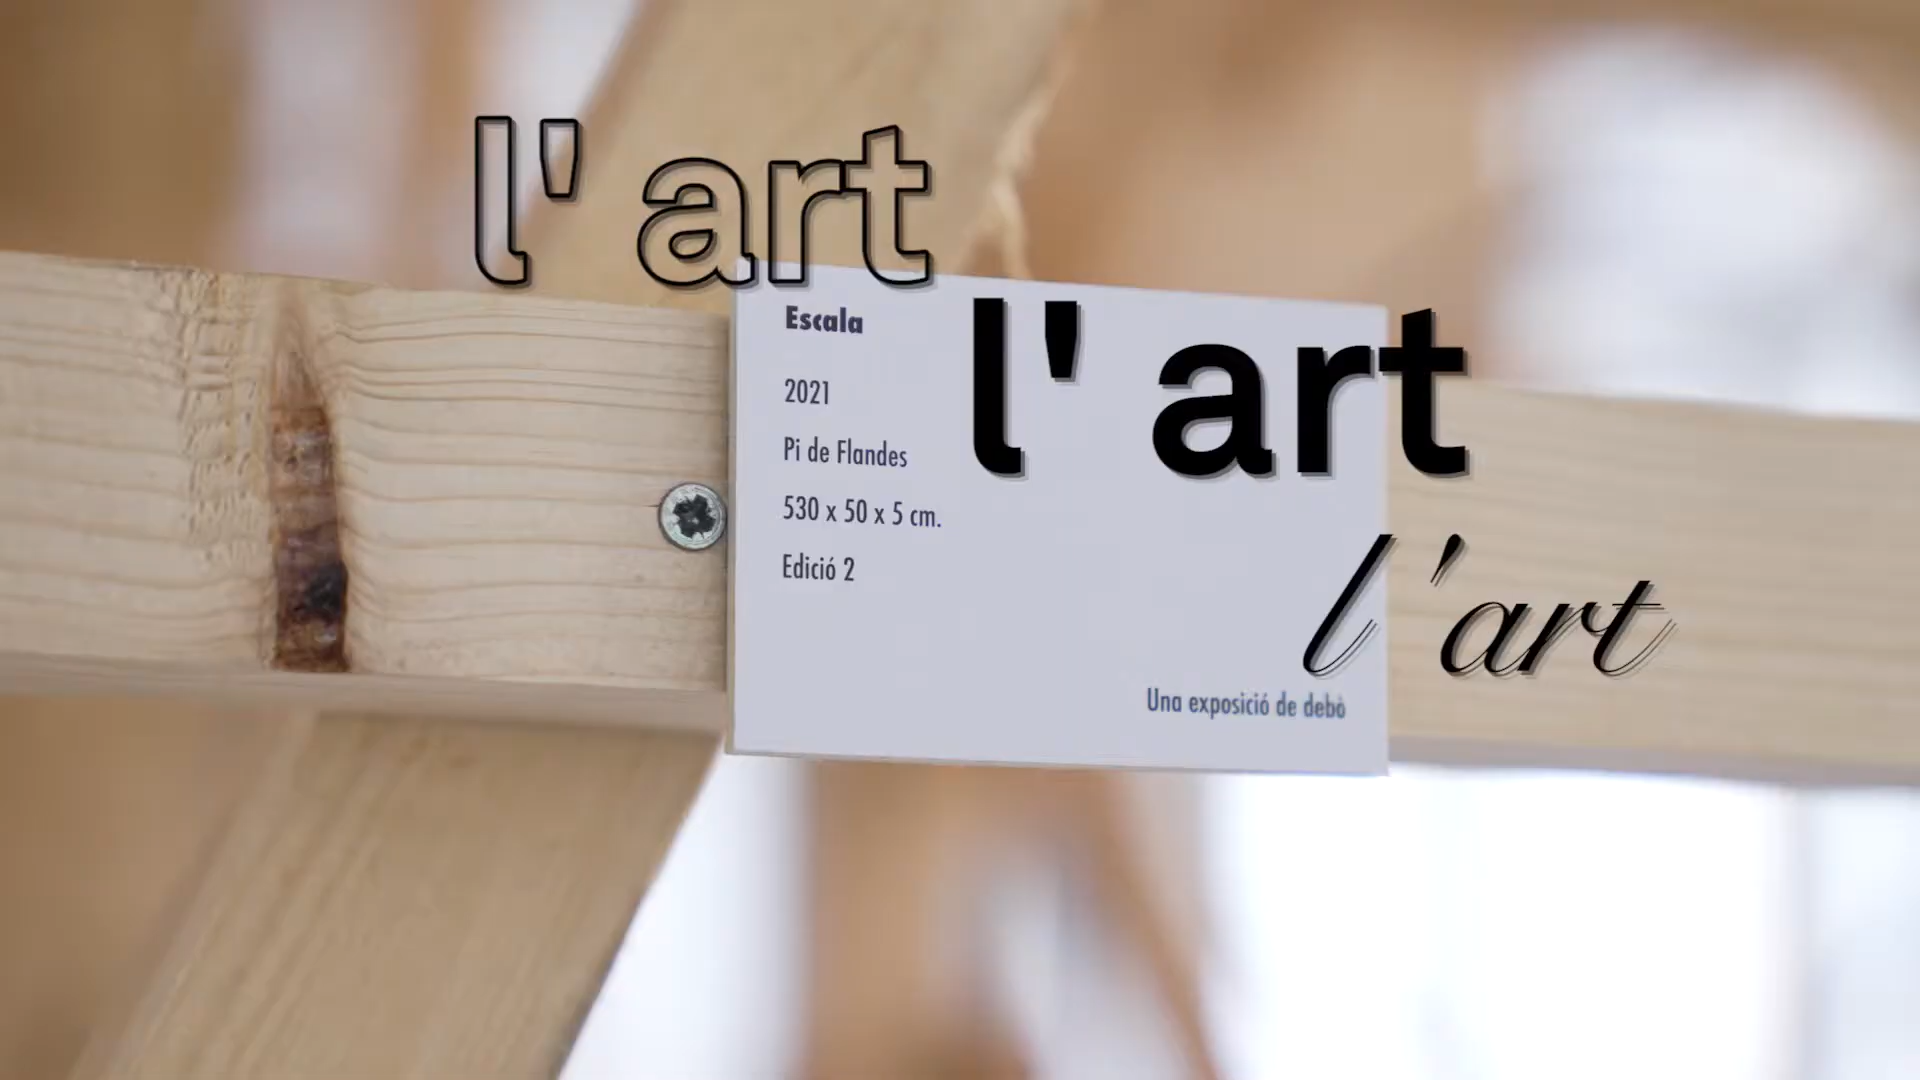 l' art
Escala
l' art
2021
Pi de Flandes
530 x 50 x 5 cm.
Edició 2
l'art
Una exposició de debò